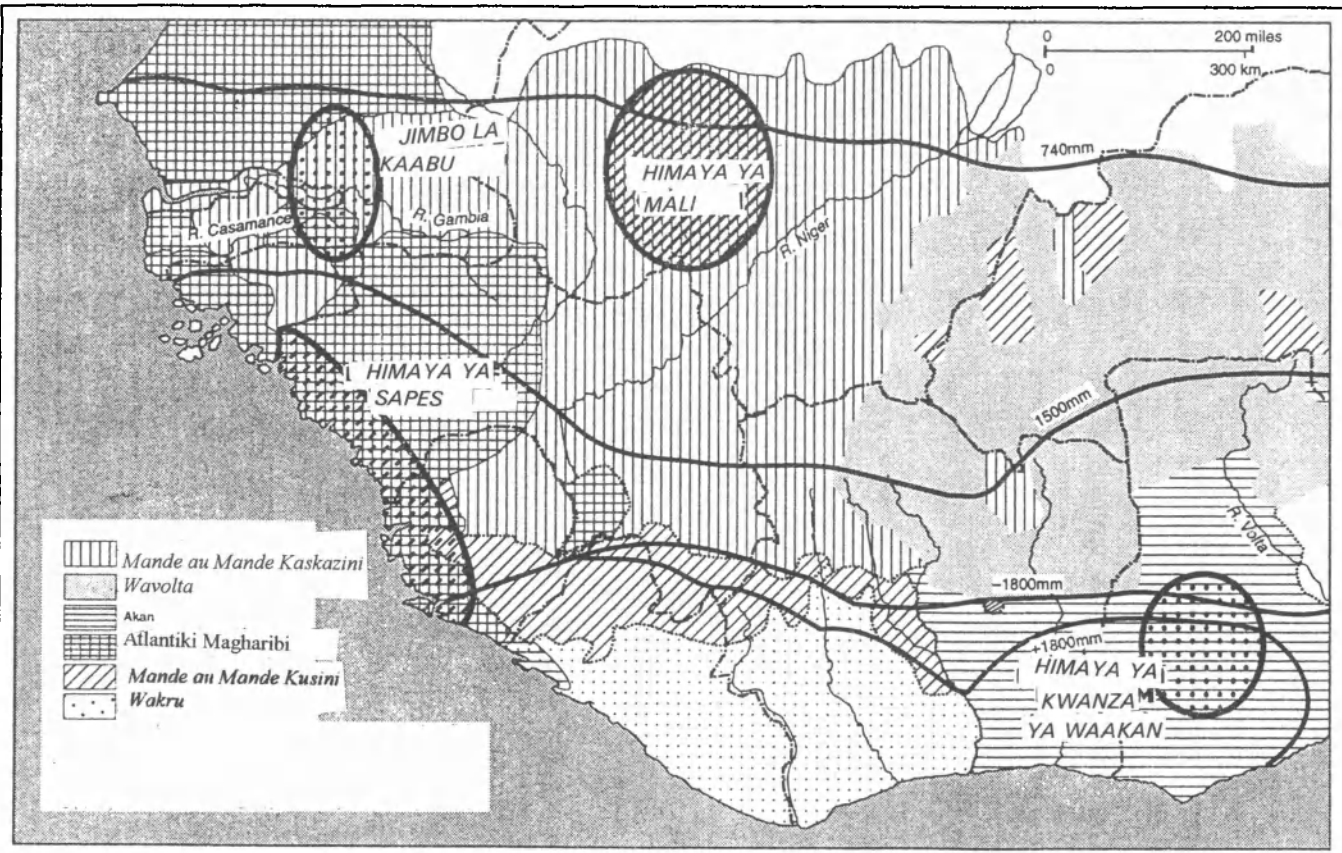 0 200 miles
0 300 km
JIMBO LA
KAABU
HIMAYA YA
MALI
740mm
R. Casamance
R. Gambia
R. Niger
HIMAYA YA
SAPES
1500mm
R. Volta
Mande au Mande Kaskazini
Wavolta
Akan
Atlantiki Magharibi
Mande au Mande Kusini
Wakru
–1800mm
+1800mm
HIMAYA YA
KWANZA M
YA WAAKAN